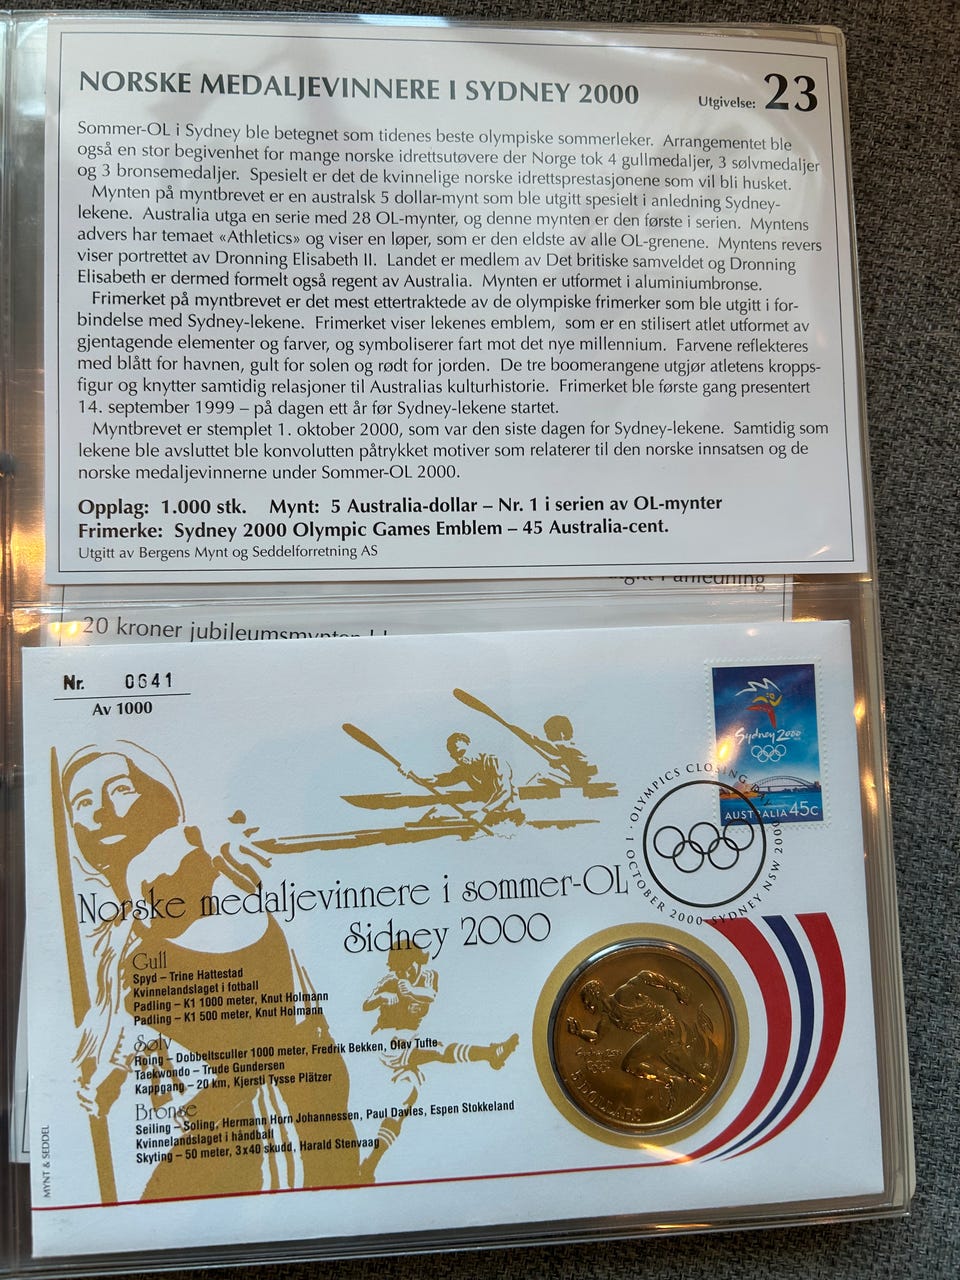 NORSKE MEDALJEVINNERE I SYDNEY 2000
Utgivelse: 23
Sommer-OL i Sydney ble betegnet som tidenes beste olympiske sommerleker. Arrangementet ble
også en stor begivenhet for mange norske idrettsutøvere der Norge tok 4 gullmedaljer, 3 sølvmedaljer
og 3 bronsemedaljer. Spesielt er det de kvinnelige norske idrettsprestasjonene som vil bli husket.
Mynten på myntbrevet er en australsk 5 dollar-mynt som ble utgitt spesielt i anledning Sydney-
lekene. Australia utga en serie med 28 OL-mynter, og denne mynten er den første i serien. Myntens
advers har temaet «Athletics» og viser en løper, som er den eldste av alle OL-grenene. Myntens revers
viser portrettet av Dronning Elisabeth II. Landet er medlem av Det britiske samveldet og Dronning
Elisabeth er dermed formelt også regent av Australia. Mynten er utformet i aluminiumbronse.
Frimerket på myntbrevet er det mest ettertraktede av de olympiske frimerker som ble utgitt i for-
bindelse med Sydney-lekene. Frimerket viser lekenes emblem, som er en stilisert atlet utformet av
gjentagende elementer og farver, og symboliserer fart mot det nye millennium. Farvene reflekteres
med blått for havnen, gult for solen og rødt for jorden. De tre boomerangene utgjør atletens kropps-
figur og knytter samtidig relasjoner til Australias kulturhistorie. Frimerket ble første gang presentert
14. september 1999 – på dagen ett år før Sydney-lekene startet.
Myntbrevet er stemplet 1. oktober 2000, som var den siste dagen for Sydney-lekene. Samtidig som
lekene ble avsluttet ble konvolutten påtrykket motiver som relaterer til den norske innsatsen og de
norske medaljevinnerne under Sommer-OL 2000.
Opplag: 1.000 stk. Mynt: 5 Australia-dollar – Nr. 1 i serien av OL-mynter
Frimerke: Sydney 2000 Olympic Games Emblem – 45 Australia-cent.
Utgitt av Bergens Mynt og Seddelforretning AS
utgitt i anledning
20 kroner jubileumsmynten
Nr. 0641
Av 1000
Sydney 2000
AUSTRALIA 45c
OLYMPICS CLOSING DAY
1 OCTOBER 2000 SYDNEY NSW 2000
Norske medaljevinnere i sommer-OL
Sidney 2000
Gull
Spyd – Trine Hattestad
Kvinnelandslaget i fotball
Padling – K1 1000 meter, Knut Holmann
Padling – K1 500 meter, Knut Holmann
Sølv
Roing – Dobbeltsculler 1000 meter, Fredrik Bekken, Olav Tufte
Taekwondo – Trude Gundersen
Kappgang – 20 km, Kjersti Tysse Plätzer
Bronse
Seiling – Soling, Hermann Horn Johannessen, Paul Davies, Espen Stokkeland
Kvinnelandslaget i håndball
Skyting – 50 meter, 3x40 skudd, Harald Stenvaag
MYNT & SEDDEL
Sydney 2000
5 DOLLARS